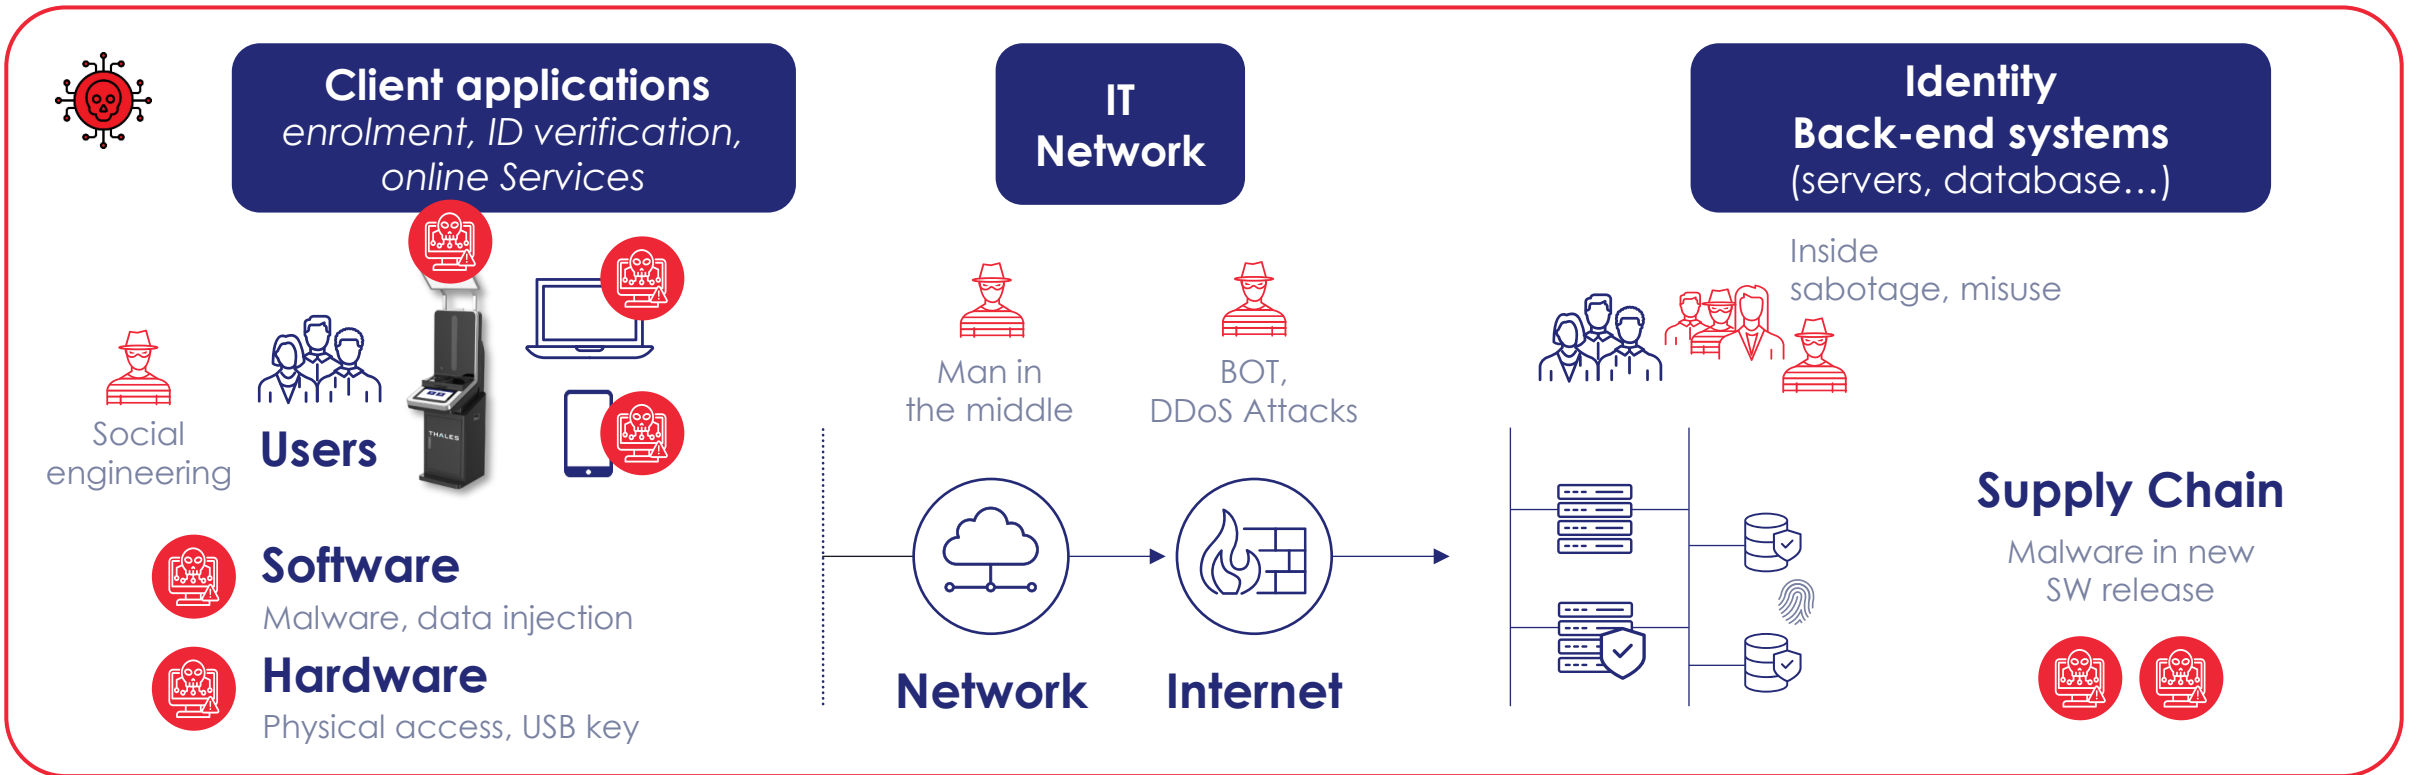 Client applications
enrolment, ID verification,
online Services
IT
Network
Identity
Back-end systems
(servers, database...)
Inside
sabotage, misuse
Social
engineering
Users
THALES
Man in
the middle
BOT,
DDoS Attacks
Software
Malware, data injection
Hardware
Physical access, USB key
Network
Internet
Supply Chain
Malware in new
SW release